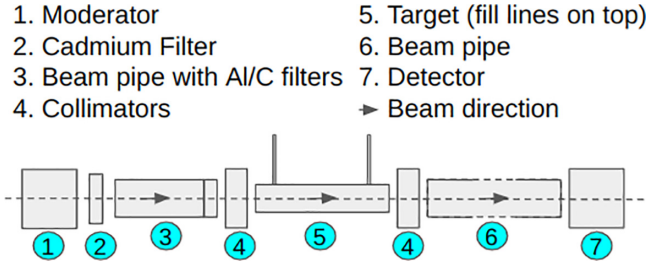 1. Moderator
2. Cadmium Filter
3. Beam pipe with Al/C filters
4. Collimators
5. Target (fill lines on top)
6. Beam pipe
7. Detector
Beam direction
1 2 3 4 5 4 6 7